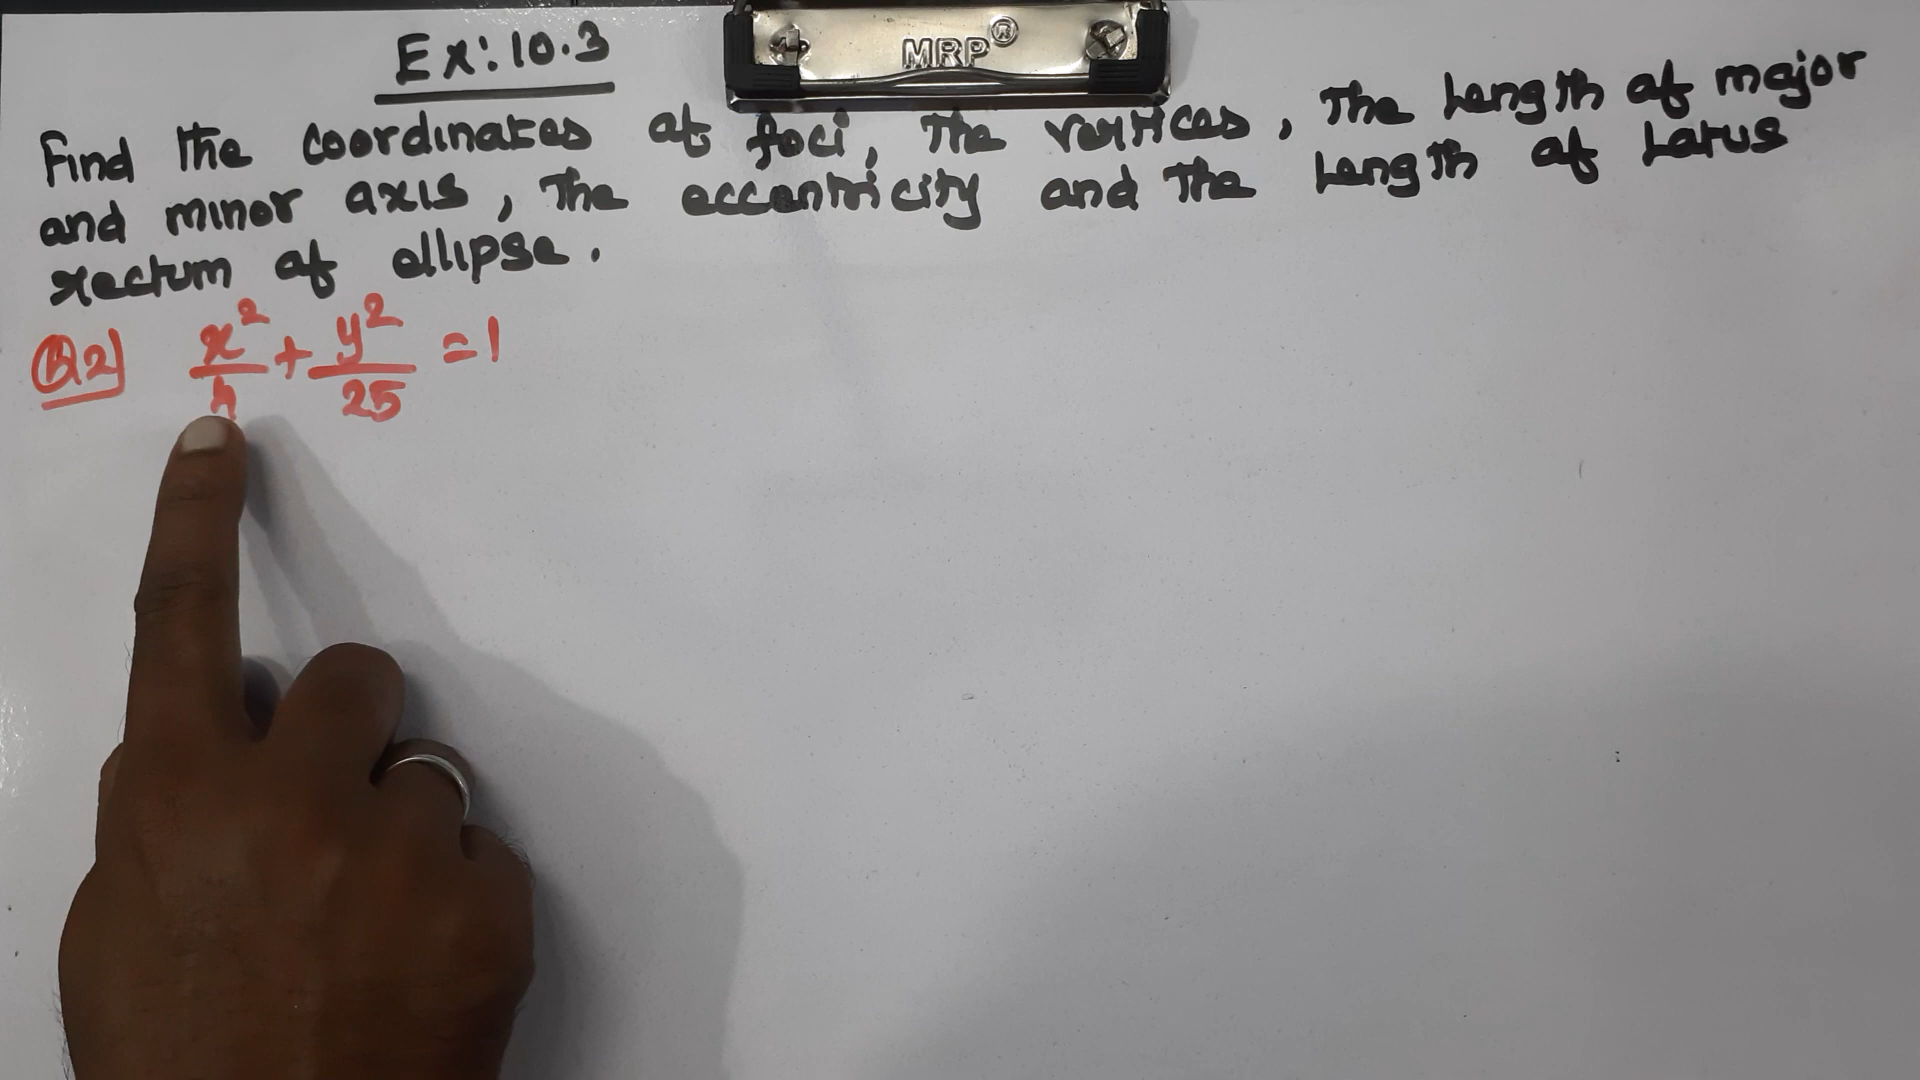 Ex: 10.3
MRP®
Find the coordinates of foci, The vertices, The Length of major
and minor axis, The eccentricity and The Length of Latus
rectum of ellipse.
Q2) x²/4 + y²/25 = 1